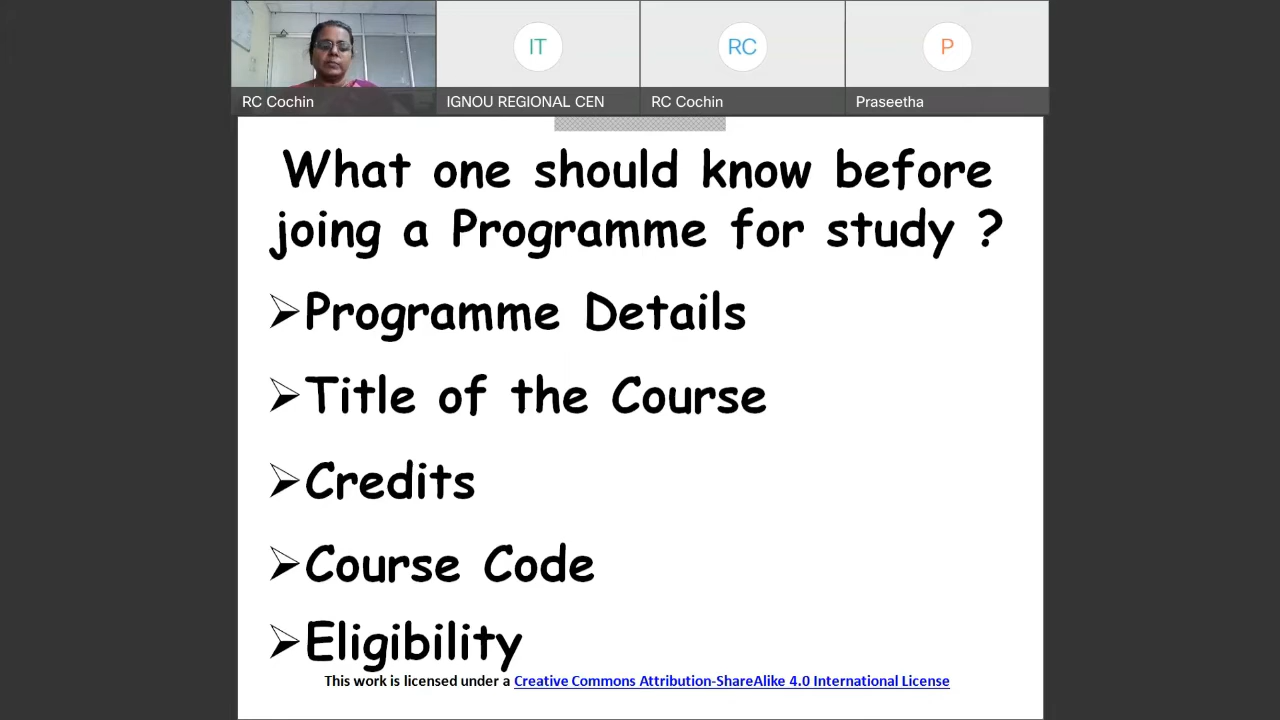 IT
RC
P
RC Cochin
IGNOU REGIONAL CEN
RC Cochin
Praseetha
What one should know before
joing a Programme for study ?
➢Programme Details
➢Title of the Course
➢Credits
➢Course Code
➢Eligibility
This work is licensed under a Creative Commons Attribution-ShareAlike 4.0 International License